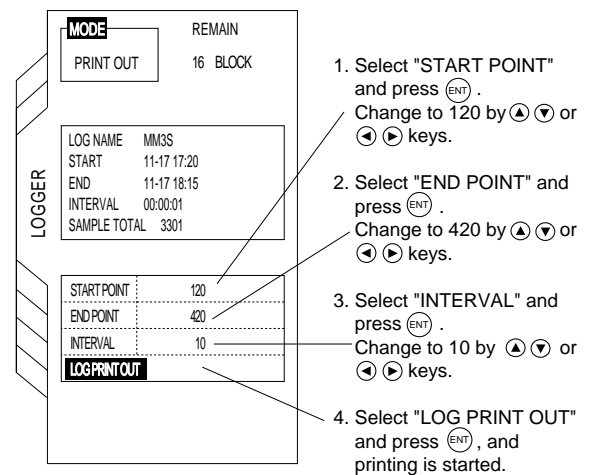 MODE
REMAIN
PRINT OUT
16 BLOCK
LOGGER
LOG NAME MM3S
START 11-17 17:20
END 11-17 18:15
INTERVAL 00:00:01
SAMPLE TOTAL 3301
START POINT 120
END POINT 420
INTERVAL 10
LOG PRINT OUT
1. Select "START POINT"
and press ENT .
Change to 120 by ▲ ▼ or
◀ ▶ keys.
2. Select "END POINT" and
press ENT .
Change to 420 by ▲ ▼ or
◀ ▶ keys.
3. Select "INTERVAL" and
press ENT .
Change to 10 by ▲ ▼ or
◀ ▶ keys.
4. Select "LOG PRINT OUT"
and press ENT , and
printing is started.